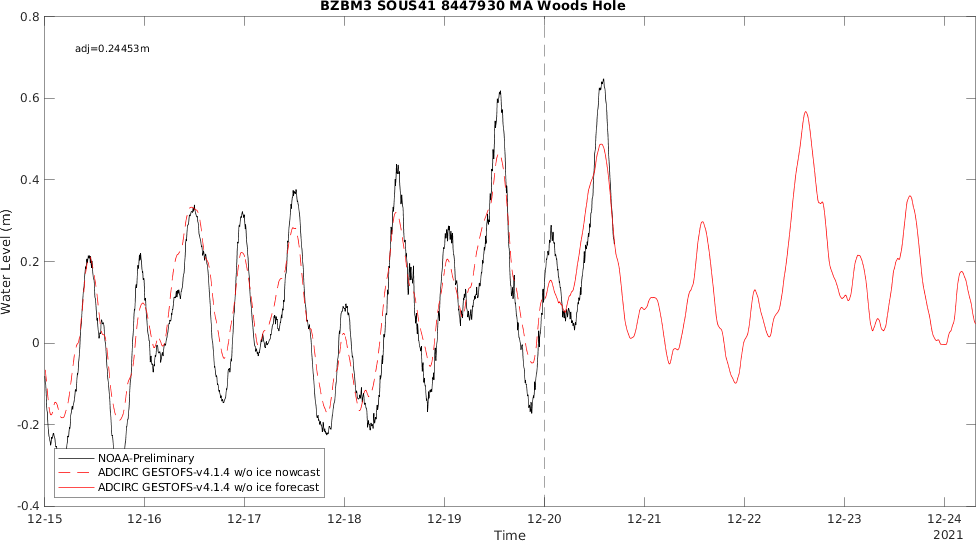 BZBM3 SOUS41 8447930 MA Woods Hole
0.8
adj=0.24453m
0.6
0.4
0.2
0
-0.2
-0.4
Water Level (m)
NOAA-Preliminary
ADCIRC GESTOFS-v4.1.4 w/o ice nowcast
ADCIRC GESTOFS-v4.1.4 w/o ice forecast
12-15 12-16 12-17 12-18 12-19 12-20 12-21 12-22 12-23 12-24
Time 2021